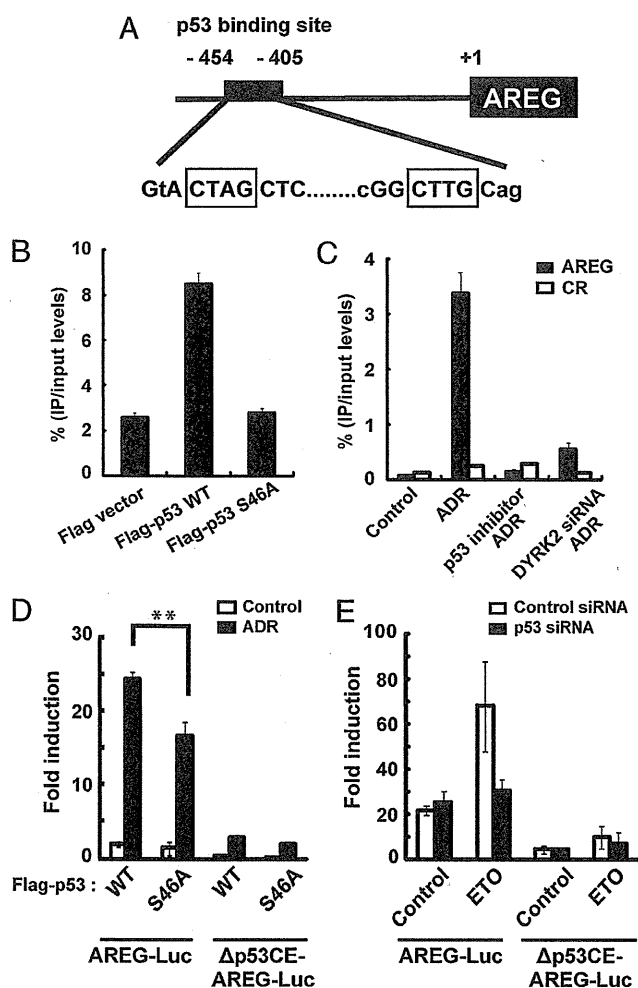 A
p53 binding site
- 454 - 405 +1
AREG
GtA CTAG CTC........cGG CTTG Cag
B
% (IP/input levels)
10
8
6
4
2
0
Flag vector
Flag-p53 WT
Flag-p53 S46A
C
AREG
CR
% (IP/input levels)
4
3
2
1
0
Control
ADR
p53 inhibitor
ADR
DYRK2 siRNA
ADR
D
Control
ADR
**
Fold induction
30
20
10
0
Flag-p53 : WT S46A WT S46A
AREG-Luc
Δp53CE-
AREG-Luc
E
Control siRNA
p53 siRNA
Fold induction
100
80
60
40
20
0
Control ETO Control ETO
AREG-Luc
Δp53CE-
AREG-Luc